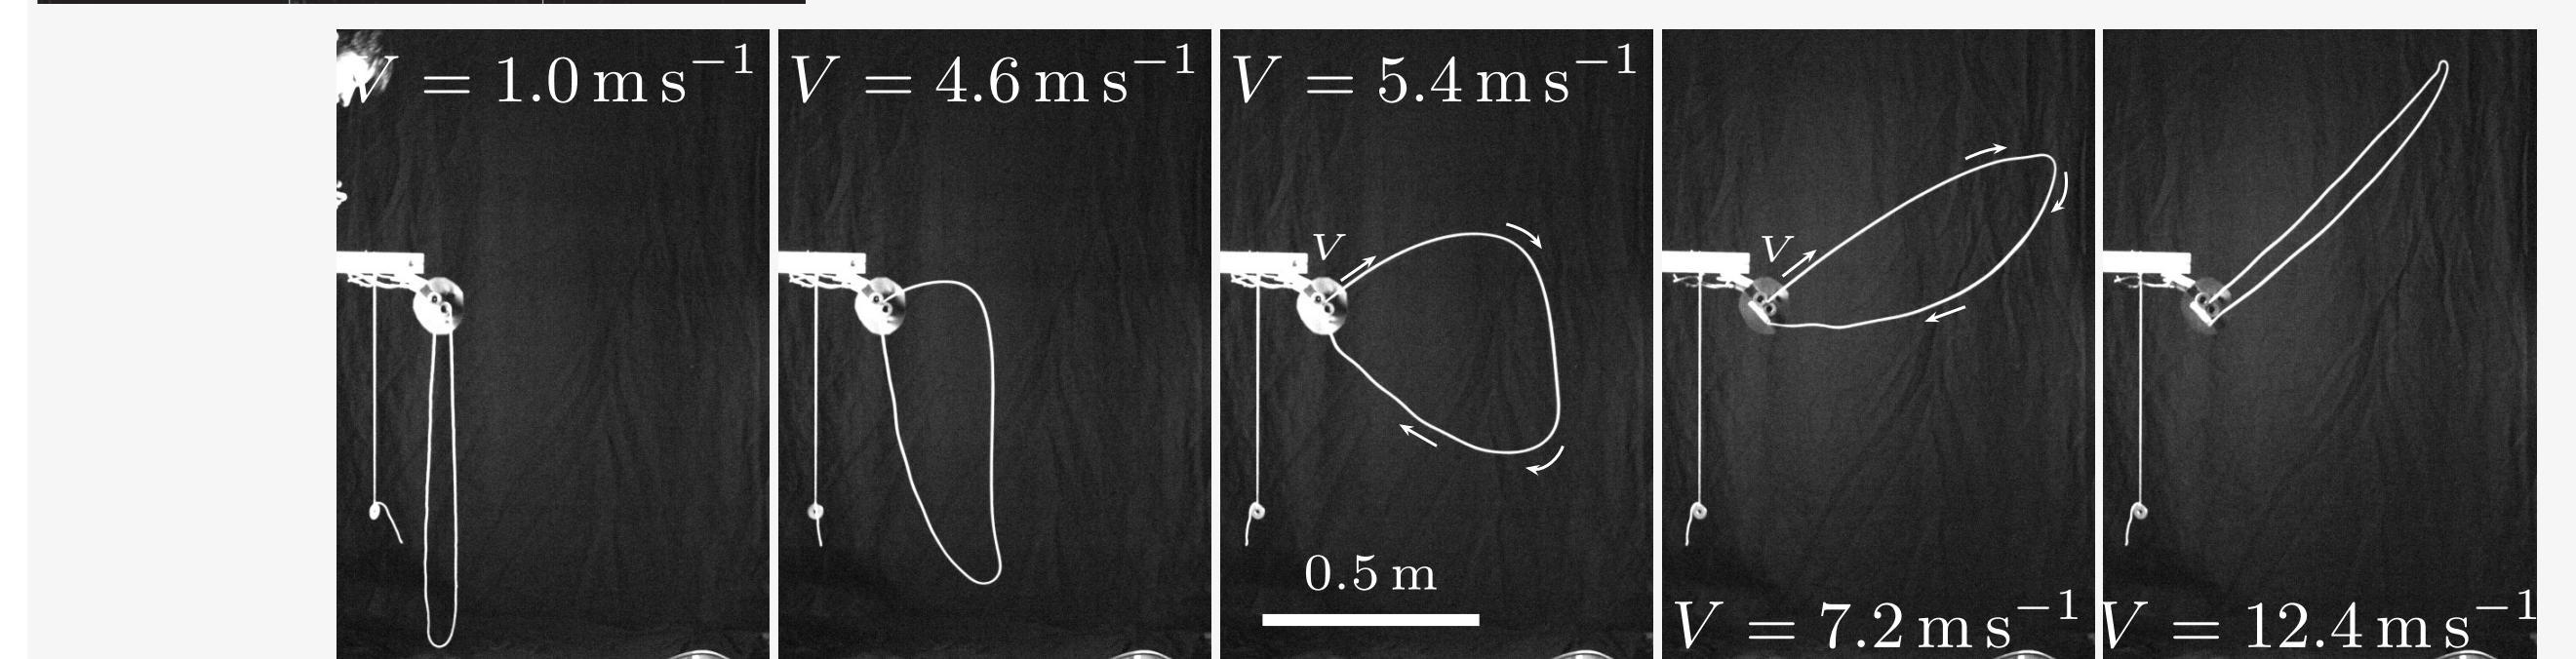 V = 1.0 m s⁻¹
V = 4.6 m s⁻¹
V = 5.4 m s⁻¹
V
0.5 m
V
V = 7.2 m s⁻¹
V = 12.4 m s⁻¹